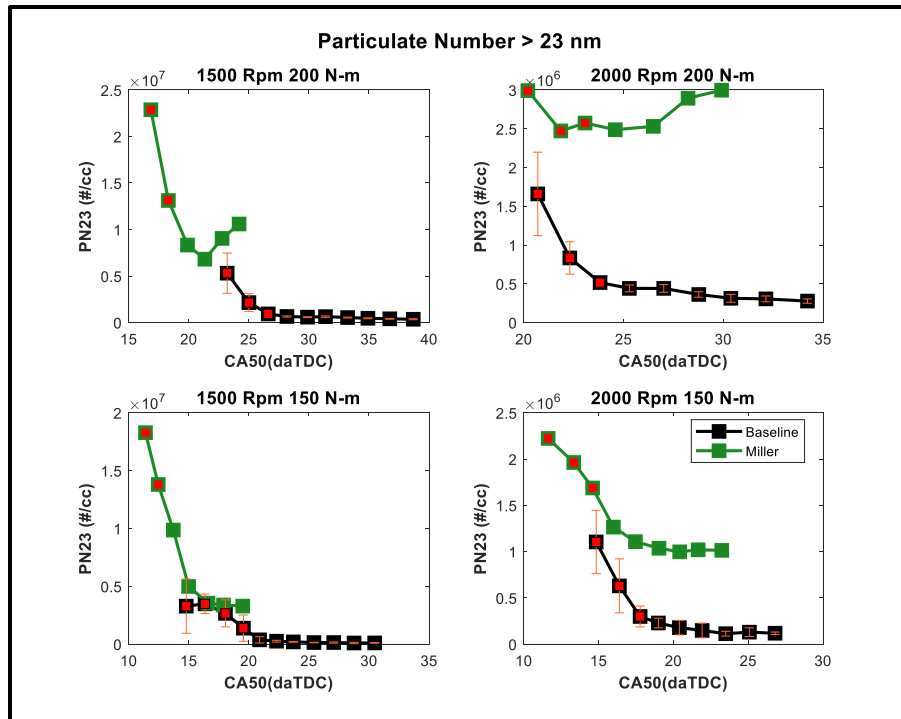 Particulate Number > 23 nm
1500 Rpm 200 N-m
×10^7
2.5
2
1.5
1
0.5
0
PN23 (#/cc)
15 20 25 30 35 40
CA50(daTDC)
2000 Rpm 200 N-m
×10^6
3
2.5
2
1.5
1
0.5
0
PN23 (#/cc)
20 25 30 35
CA50(daTDC)
1500 Rpm 150 N-m
×10^7
2
1.5
1
0.5
0
PN23 (#/cc)
10 15 20 25 30 35
CA50(daTDC)
2000 Rpm 150 N-m
×10^6
2.5
2
1.5
1
0.5
0
PN23 (#/cc)
Baseline
Miller
10 15 20 25 30
CA50(daTDC)